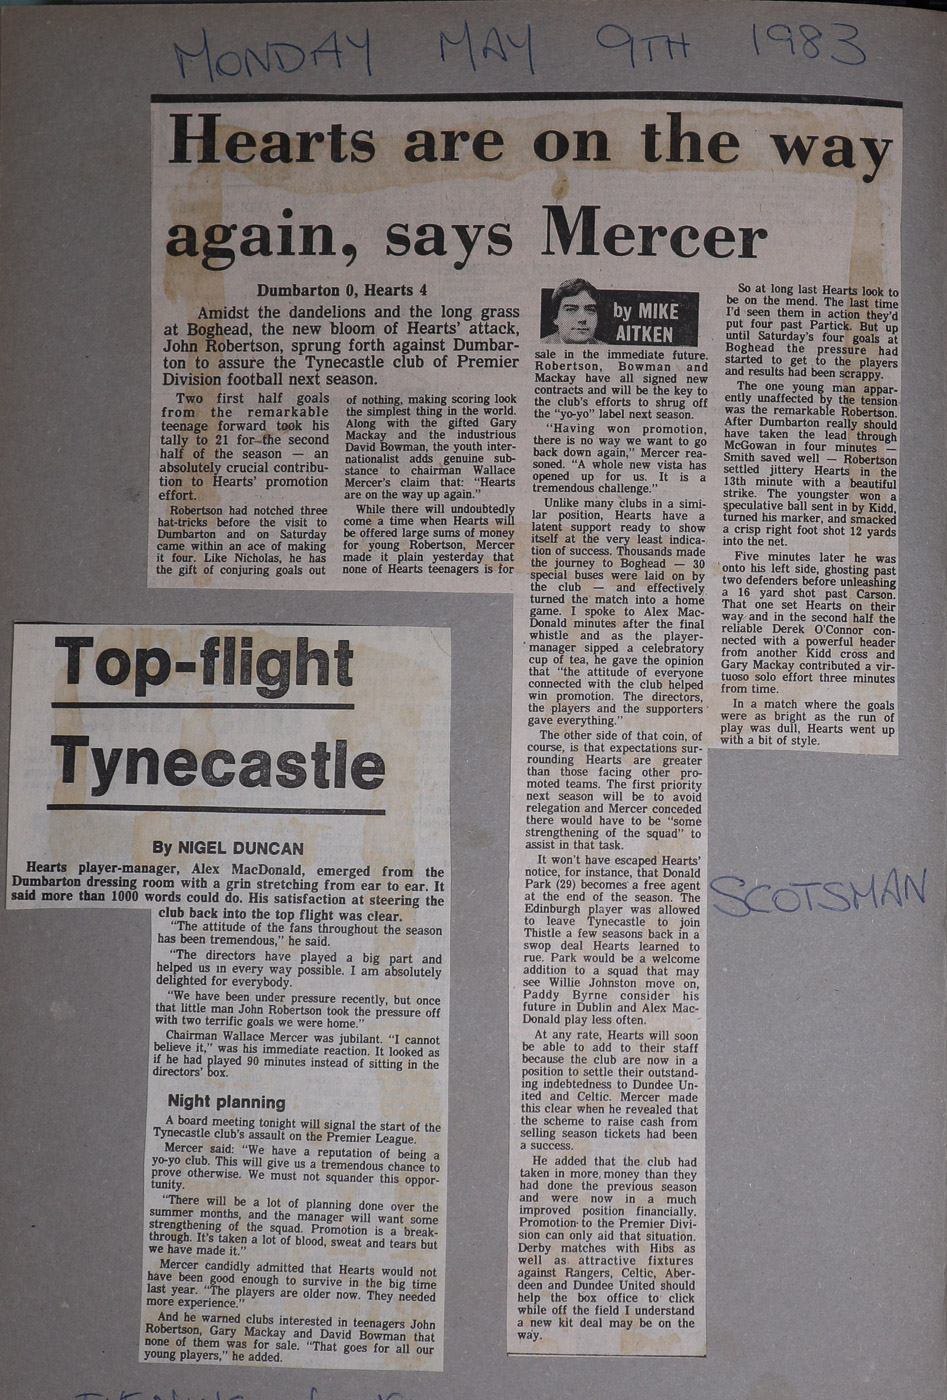 MONDAY MAY 9TH 1983
Hearts are on the way
again, says Mercer
Dumbarton 0, Hearts 4
Amidst the dandelions and the long grass
at Boghead, the new bloom of Hearts' attack,
John Robertson, sprung forth against Dumbar-
ton to assure the Tynecastle club of Premier
Division football next season.
Two first half goals
from the remarkable
teenage forward took his
tally to 21 for the second
half of the season — an
absolutely crucial contribu-
tion to Hearts' promotion
effort.
Robertson had notched three
hat-tricks before the visit to
Dumbarton and on Saturday
came within an ace of making
it four. Like Nicholas, he has
the gift of conjuring goals out
of nothing, making scoring look
the simplest thing in the world.
Along with the gifted Gary
Mackay and the industrious
David Bowman, the youth inter-
nationalist adds genuine sub-
stance to chairman Wallace
Mercer's claim that: "Hearts
are on the way up again."
While there will undoubtedly
come a time when Hearts will
be offered large sums of money
for young Robertson, Mercer
made it plain yesterday that
none of Hearts teenagers is for
by MIKE
AITKEN
sale in the immediate future.
Robertson, Bowman and
Mackay have all signed new
contracts and will be the key to
the club's efforts to shrug off
the "yo-yo" label next season.
"Having won promotion,
there is no way we want to go
back down again," Mercer rea-
soned. "A whole new vista has
opened up for us. It is a
tremendous challenge."
Unlike many clubs in a simi-
lar position, Hearts have a
latent support ready to show
itself at the very least indica-
tion of success. Thousands made
the journey to Boghead — 30
special buses were laid on by
the club — and effectively
turned the match into a home
game. I spoke to Alex Mac-
Donald minutes after the final
whistle and as the player-
manager sipped a celebratory
cup of tea, he gave the opinion
that "the attitude of everyone
connected with the club helped
win promotion. The directors,
the players and the supporters
gave everything."
The other side of that coin, of
course, is that expectations sur-
rounding Hearts are greater
than those facing other pro-
moted teams. The first priority
next season will be to avoid
relegation and Mercer conceded
there would have to be "some
strengthening of the squad" to
assist in that task.
It won't have escaped Hearts'
notice, for instance, that Donald
Park (29) becomes a free agent
at the end of the season. The
Edinburgh player was allowed
to leave Tynecastle to join
Thistle a few seasons back in a
swop deal Hearts learned to
rue. Park would be a welcome
addition to a squad that may
see Willie Johnston move on,
Paddy Byrne consider his
future in Dublin and Alex Mac-
Donald play less often.
At any rate, Hearts will soon
be able to add to their staff
because the club are now in a
position to settle their outstand-
ing indebtedness to Dundee Un-
ited and Celtic. Mercer made
this clear when he revealed that
the scheme to raise cash from
selling season tickets had been
a success.
He added that the club had
taken in more money than they
had done the previous season
and were now in a much
improved position financially.
Promotion to the Premier Divi-
sion can only aid that situation.
Derby matches with Hibs as
well as attractive fixtures
against Rangers, Celtic, Aber-
deen and Dundee United should
help the box office to click
while off the field I understand
a new kit deal may be on the
way.
So at long last Hearts look to
be on the mend. The last time
I'd seen them in action they'd
put four past Partick. But up
until Saturday's four goals at
Boghead the pressure had
started to get to the players
and results had been scrappy.
The one young man appar-
ently unaffected by the tension
was the remarkable Robertson.
After Dumbarton really should
have taken the lead through
McGowan in four minutes —
Smith saved well — Robertson
settled jittery Hearts in the
13th minute with a beautiful
strike. The youngster won a
speculative ball sent in by Kidd,
turned his marker, and smacked
a crisp right foot shot 12 yards
into the net.
Five minutes later he was
onto his left side, ghosting past
two defenders before unleashing
a 16 yard shot past Carson.
That one set Hearts on their
way and in the second half the
reliable Derek O'Connor con-
nected with a powerful header
from another Kidd cross and
Gary Mackay contributed a vir-
tuoso solo effort three minutes
from time.
In a match where the goals
were as bright as the run of
play was dull, Hearts went up
with a bit of style.
SCOTSMAN
Top-flight
Tynecastle
By NIGEL DUNCAN
Hearts player-manager, Alex MacDonald, emerged from the
Dumbarton dressing room with a grin stretching from ear to ear. It
said more than 1000 words could do. His satisfaction at steering the
club back into the top flight was clear.
"The attitude of the fans throughout the season
has been tremendous," he said.
"The directors have played a big part and
helped us in every way possible. I am absolutely
delighted for everybody.
"We have been under pressure recently, but once
that little man John Robertson took the pressure off
with two terrific goals we were home."
Chairman Wallace Mercer was jubilant. "I cannot
believe it," was his immediate reaction. It looked as
if he had played 90 minutes instead of sitting in the
directors' box.
Night planning
A board meeting tonight will signal the start of the
Tynecastle club's assault on the Premier League.
Mercer said: "We have a reputation of being a
yo-yo club. This will give us a tremendous chance to
prove otherwise. We must not squander this oppor-
tunity.
"There will be a lot of planning done over the
summer months, and the manager will want some
strengthening of the squad. Promotion is a break-
through. It's taken a lot of blood, sweat and tears but
we have made it."
Mercer candidly admitted that Hearts would not
have been good enough to survive in the big time
last year. "The players are older now. They needed
more experience."
And he warned clubs interested in teenagers John
Robertson, Gary Mackay and David Bowman that
none of them was for sale. "That goes for all our
young players," he added.